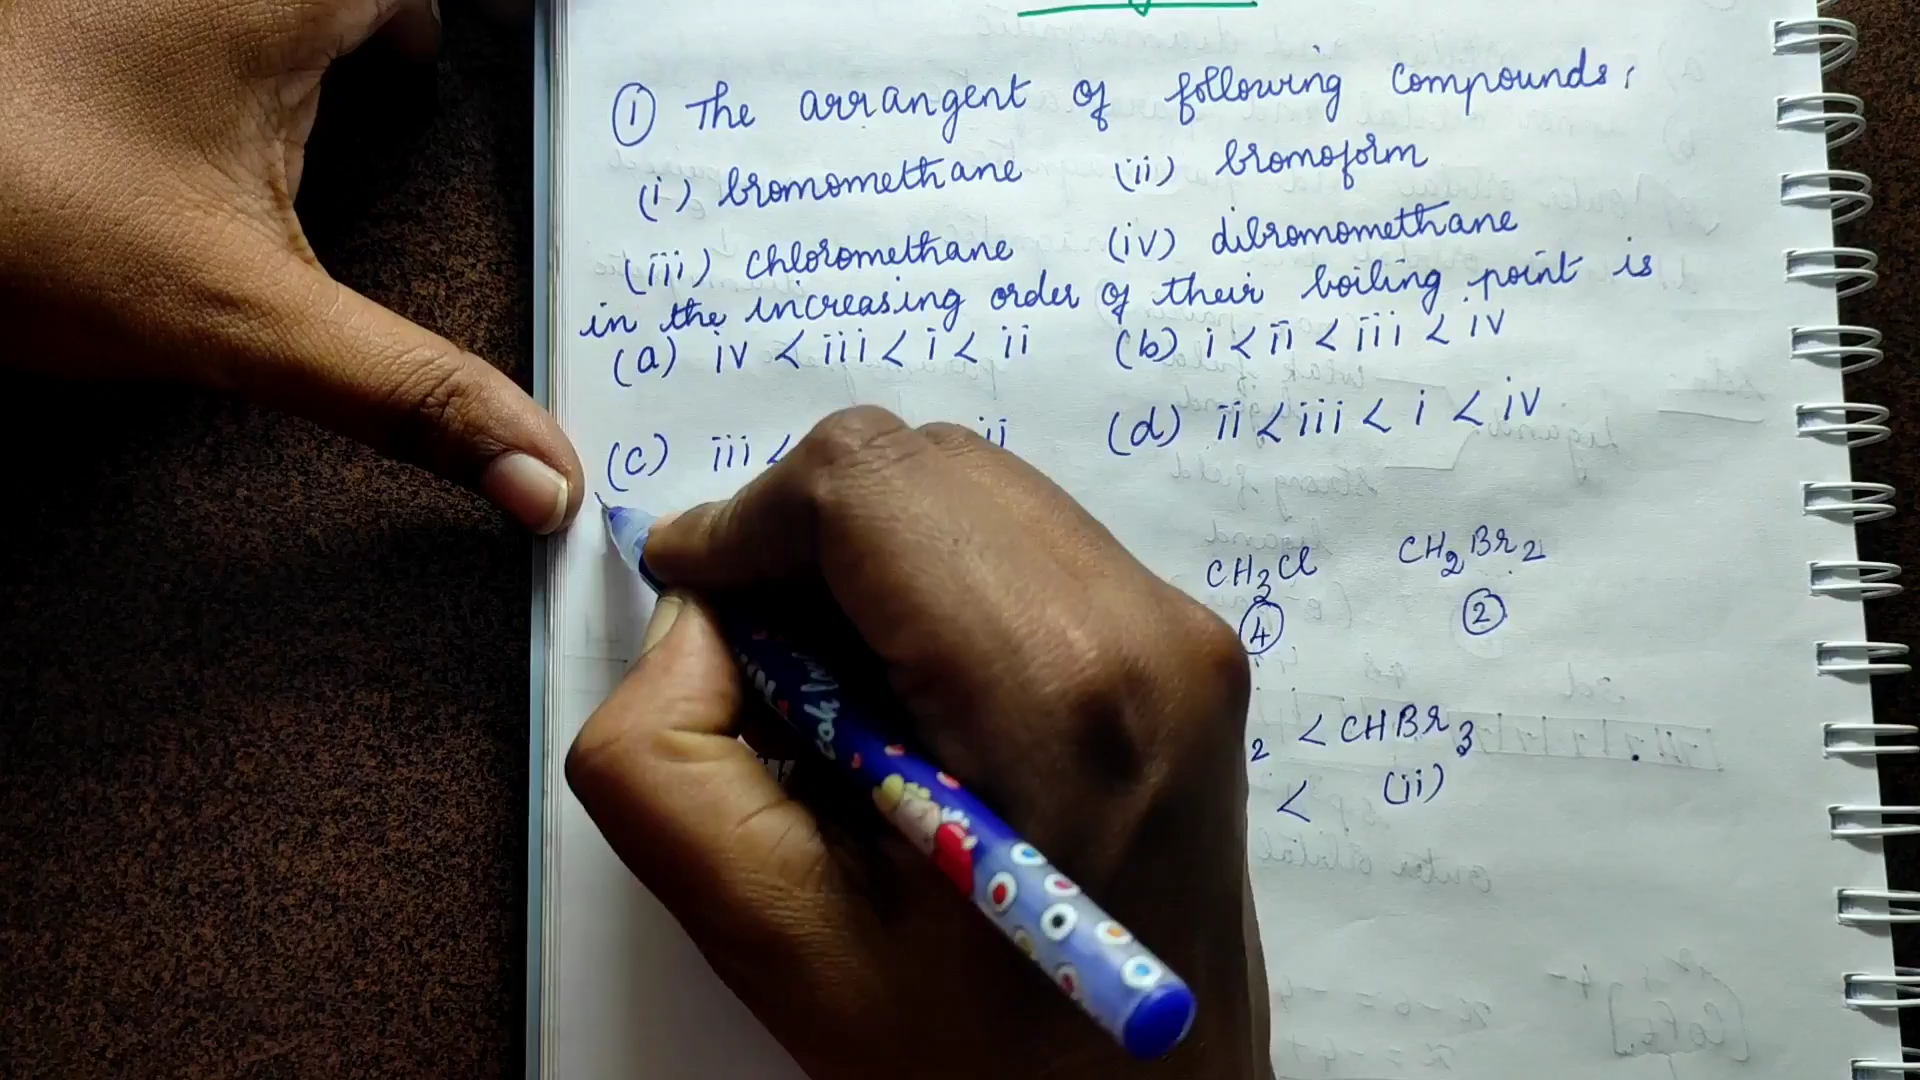 ① The arrangent of following compounds:
(i) bromomethane (ii) bromoform
(iii) chloromethane (iv) dibromomethane
in the increasing order of their boiling point is
(a) iv < iii < i < ii (b) i < ii < iii < iv
(c) iii < ii (d) ii < iii < i < iv
CH3Cl CH2Br2
④ ②
2 < CHBr3
< (ii)